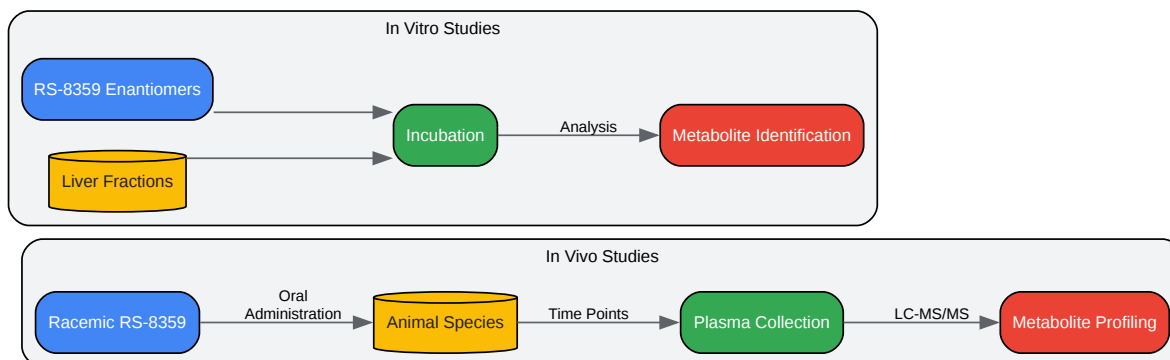 In Vitro Studies
RS-8359 Enantiomers
Liver Fractions
Incubation
Analysis
Metabolite Identification
In Vivo Studies
Racemic RS-8359
Oral
Administration
Animal Species
Time Points
Plasma Collection
LC-MS/MS
Metabolite Profiling